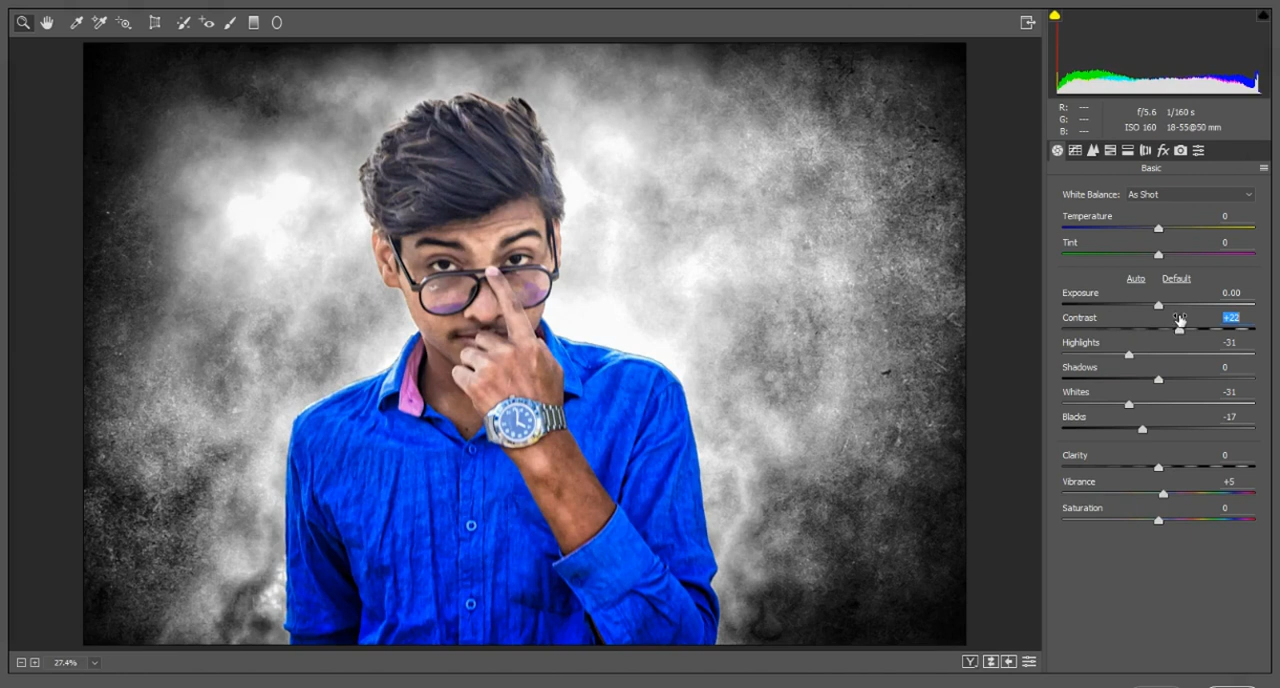 R: ---
G: ---
B: ---
f/5.6 1/160 s
ISO 160 18-55@50 mm
fx
Basic
White Balance: As Shot
Temperature 0
Tint 0
Auto Default
Exposure 0.00
Contrast +22
Highlights -31
Shadows 0
Whites -31
Blacks -17
Clarity 0
Vibrance +5
Saturation 0
27.4%
Y